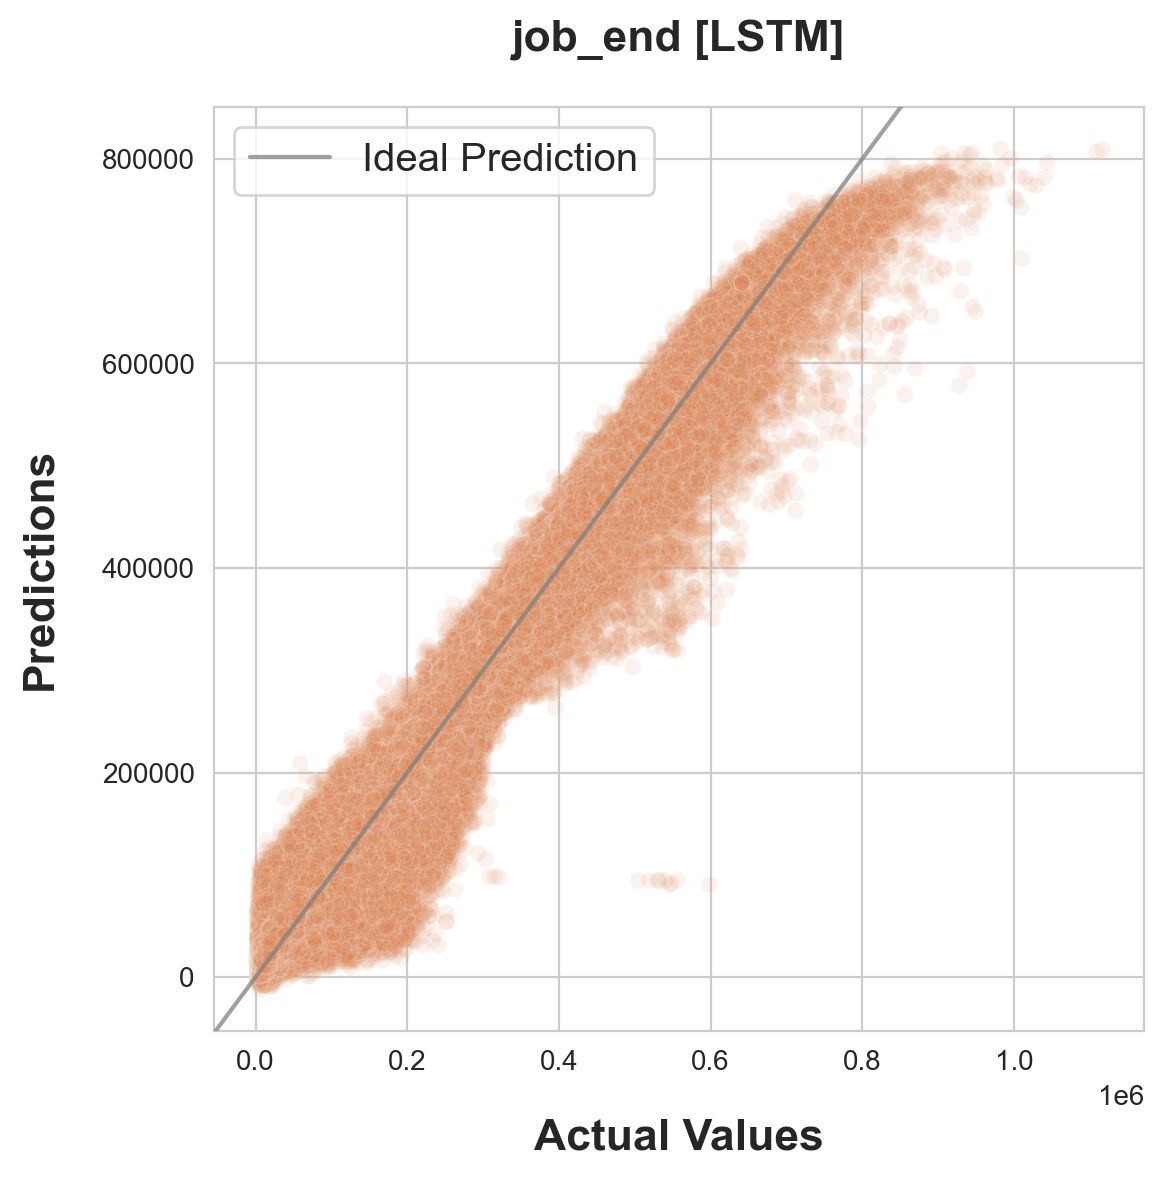 job_end [LSTM]
Ideal Prediction
800000
600000
400000
200000
0
Predictions
0.0 0.2 0.4 0.6 0.8 1.0
1e6
Actual Values